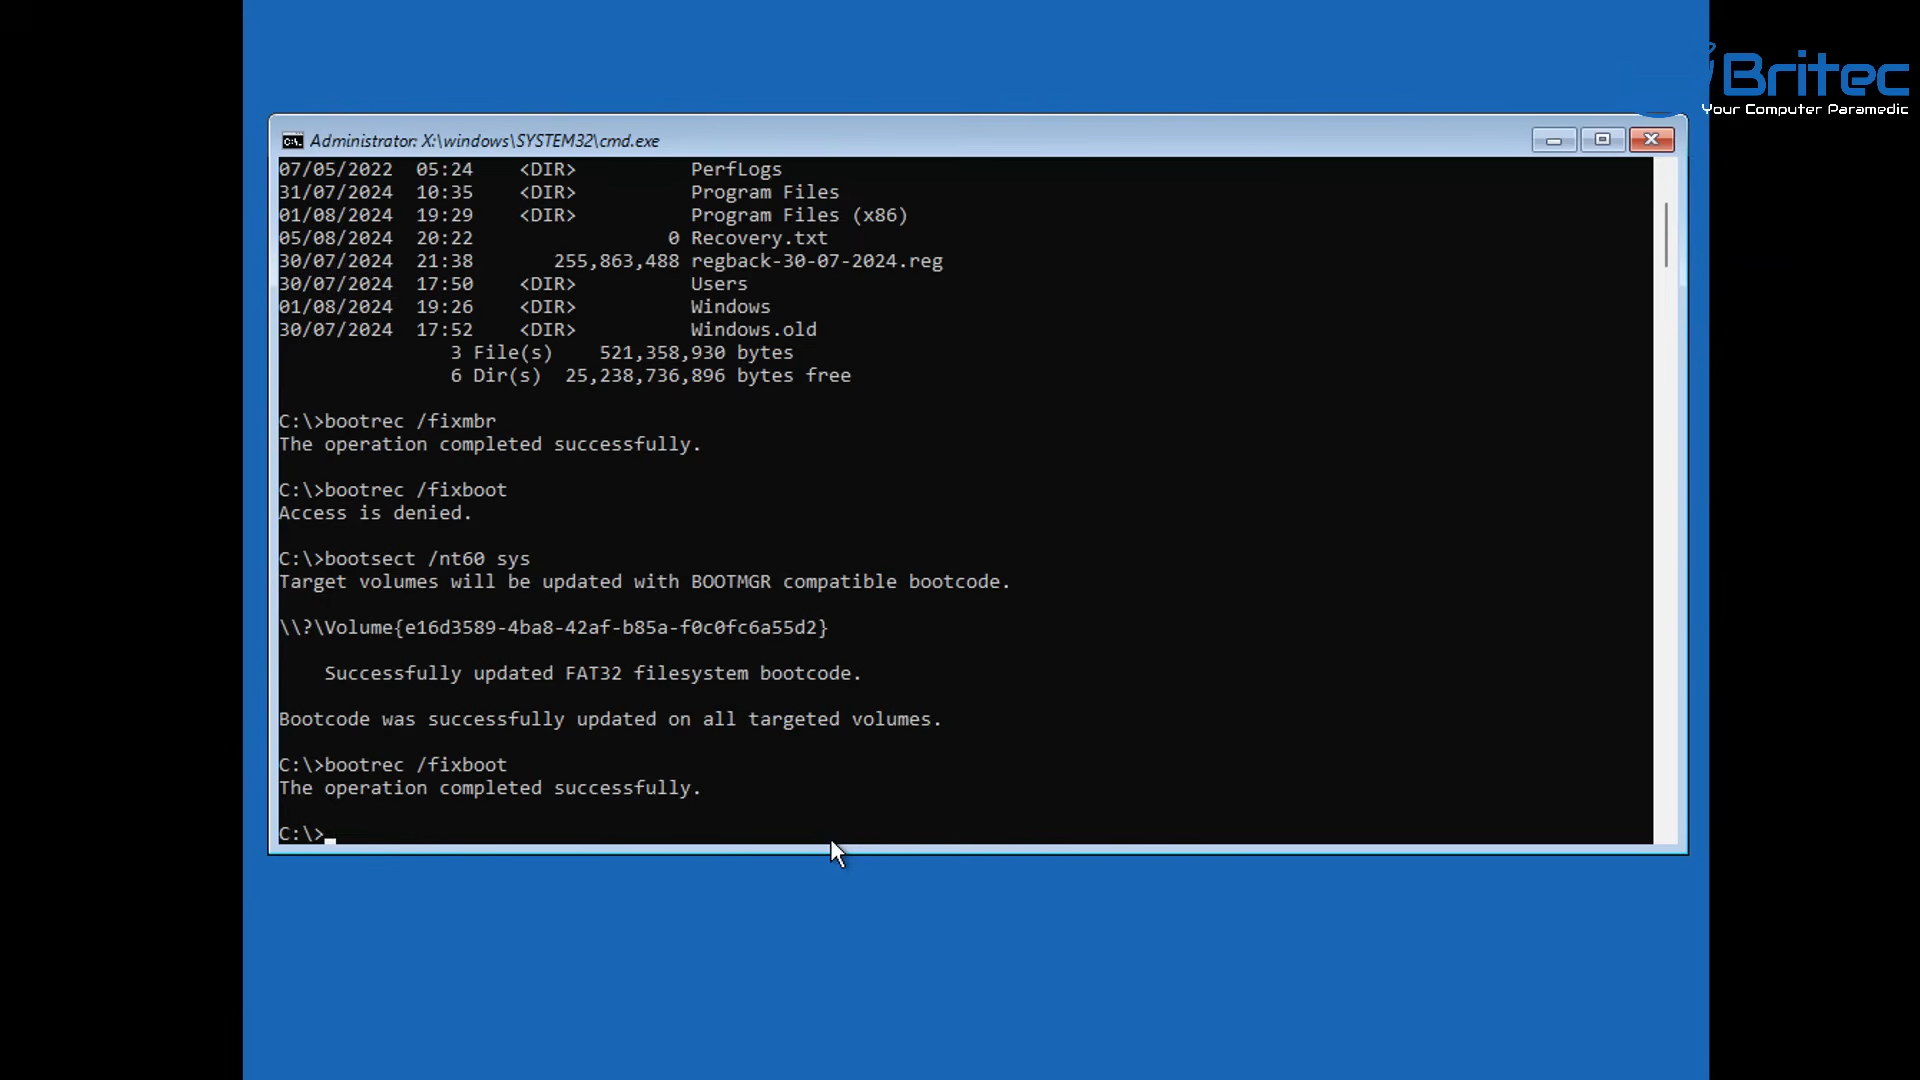 Britec
Your Computer Paramedic
Administrator: X:\windows\SYSTEM32\cmd.exe
07/05/2022  05:24    <DIR>          PerfLogs
31/07/2024  10:35    <DIR>          Program Files
01/08/2024  19:29    <DIR>          Program Files (x86)
05/08/2024  20:22                 0 Recovery.txt
30/07/2024  21:38       255,863,488 regback-30-07-2024.reg
30/07/2024  17:50    <DIR>          Users
01/08/2024  19:26    <DIR>          Windows
30/07/2024  17:52    <DIR>          Windows.old
3 File(s)    521,358,930 bytes
6 Dir(s)  25,238,736,896 bytes free
C:\>bootrec /fixmbr
The operation completed successfully.
C:\>bootrec /fixboot
Access is denied.
C:\>bootsect /nt60 sys
Target volumes will be updated with BOOTMGR compatible bootcode.
\\?\Volume{e16d3589-4ba8-42af-b85a-f0c0fc6a55d2}
Successfully updated FAT32 filesystem bootcode.
Bootcode was successfully updated on all targeted volumes.
C:\>bootrec /fixboot
The operation completed successfully.
C:\>